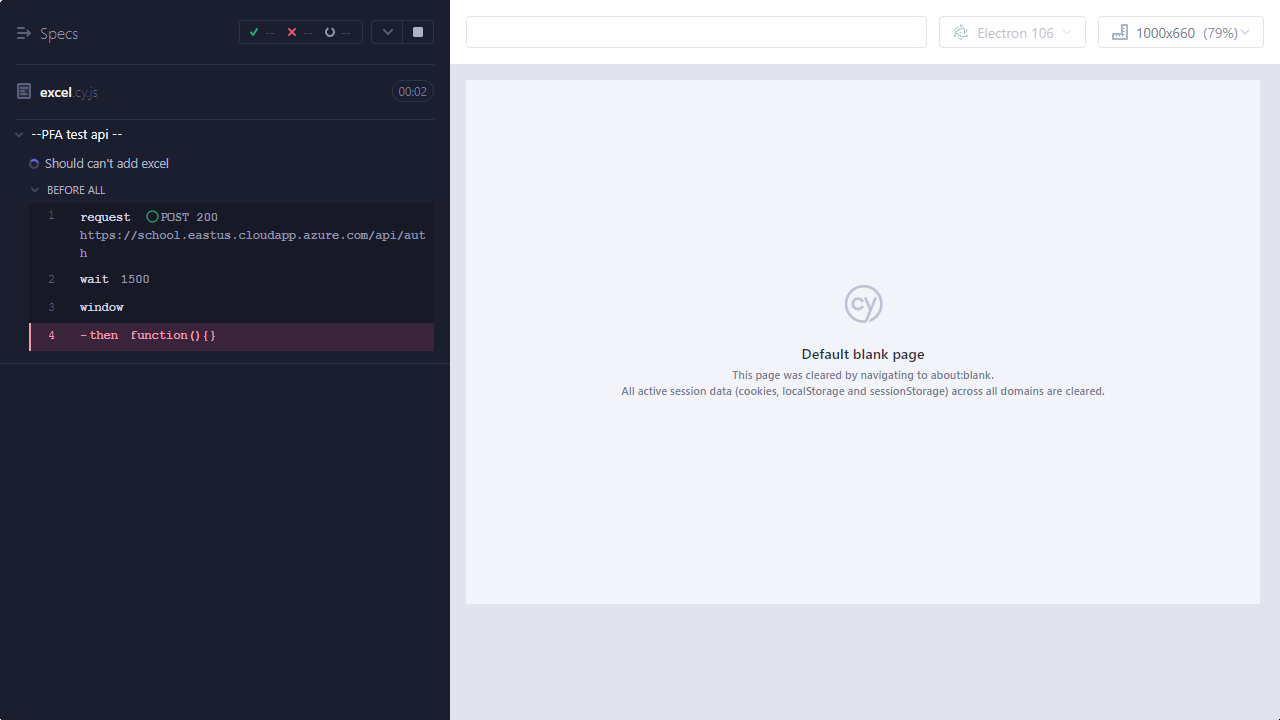 Specs
-- -- --
excel.cy.js
00:02
--PFA test api --
Should can't add excel
BEFORE ALL
1 request POST 200
https://school.eastus.cloudapp.azure.com/api/aut
h
2 wait 1500
3 window
4 -then function(){}
Electron 106
1000x660 (79%)
cy
Default blank page
This page was cleared by navigating to about:blank.
All active session data (cookies, localStorage and sessionStorage) across all domains are cleared.